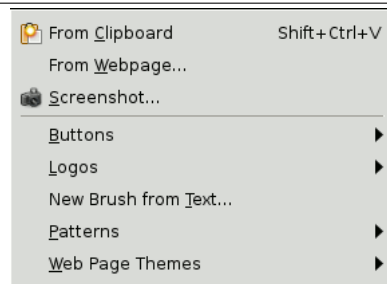 From Clipboard Shift+Ctrl+V
From Webpage...
Screenshot...
Buttons
Logos
New Brush from Text...
Patterns
Web Page Themes